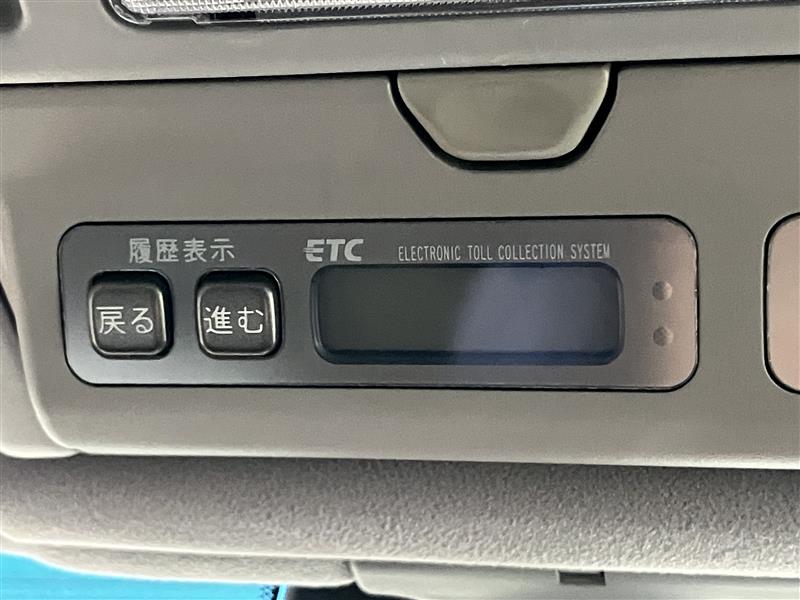 履歴表示
戻る
進む
ETC
ELECTRONIC TOLL COLLECTION SYSTEM